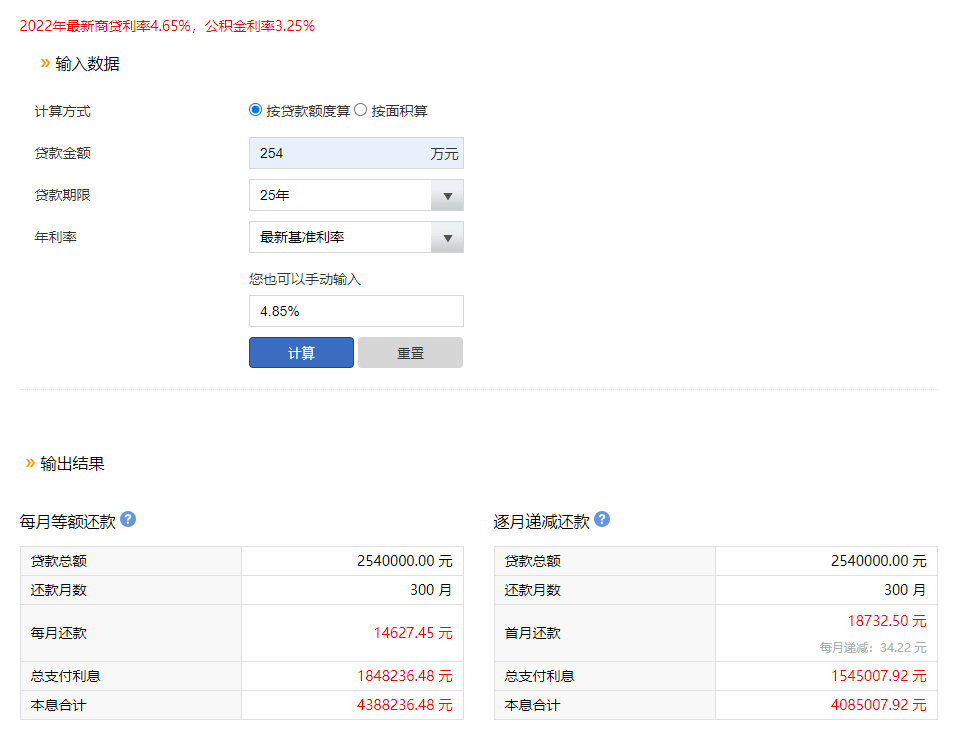 2022年最新商贷利率4.65%，公积金利率3.25%
» 输入数据
计算方式 按贷款额度算 按面积算
贷款金额 254 万元
贷款期限 25年
年利率 最新基准利率
您也可以手动输入
4.85%
计算 重置
» 输出结果
每月等额还款 ?
贷款总额 2540000.00 元
还款月数 300 月
每月还款 14627.45 元
总支付利息 1848236.48 元
本息合计 4388236.48 元
逐月递减还款 ?
贷款总额 2540000.00 元
还款月数 300 月
首月还款 18732.50 元
每月递减：34.22 元
总支付利息 1545007.92 元
本息合计 4085007.92 元